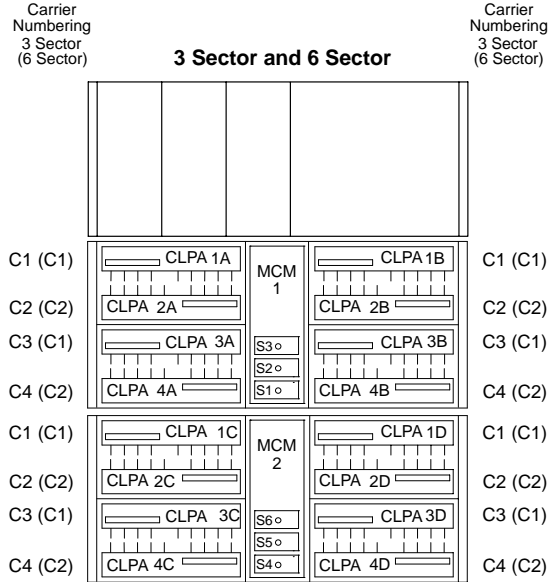 Carrier
Numbering
3 Sector
(6 Sector)
3 Sector and 6 Sector
Carrier
Numbering
3 Sector
(6 Sector)
C1 (C1) CLPA 1A MCM 1 CLPA 1B C1 (C1)
C2 (C2) CLPA 2A CLPA 2B C2 (C2)
C3 (C1) CLPA 3A S3 CLPA 3B C3 (C1)
S2
C4 (C2) CLPA 4A S1 CLPA 4B C4 (C2)
C1 (C1) CLPA 1C MCM 2 CLPA 1D C1 (C1)
C2 (C2) CLPA 2C CLPA 2D C2 (C2)
C3 (C1) CLPA 3C S6 CLPA 3D C3 (C1)
S5
C4 (C2) CLPA 4C S4 CLPA 4D C4 (C2)